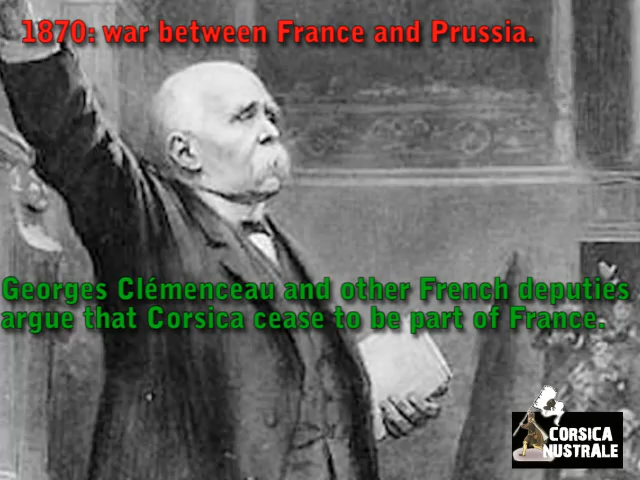 1870: war between France and Prussia.
Georges Clémenceau and other French deputies
argue that Corsica cease to be part of France.
CORSICA
NUSTRALE